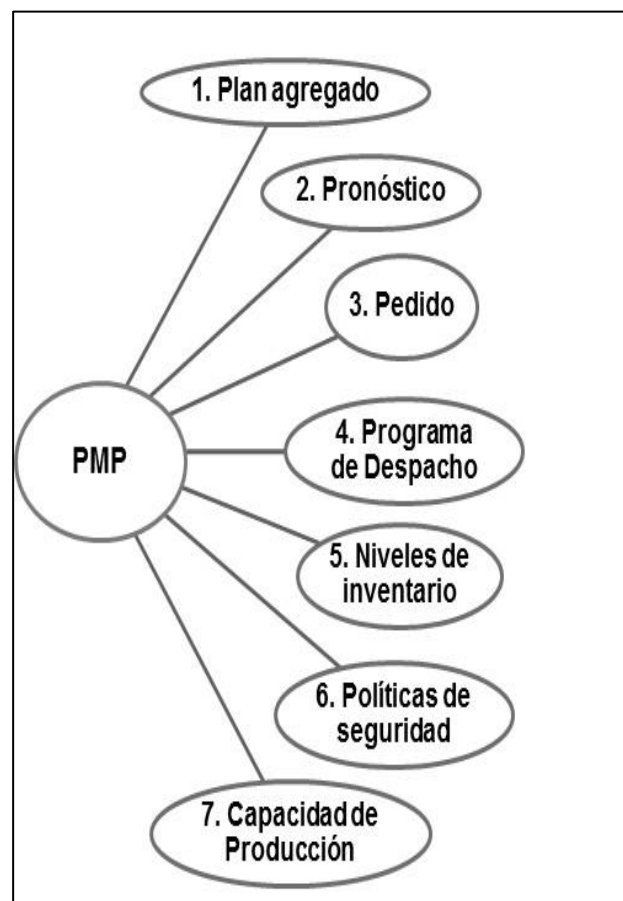 1. Plan agregado
2. Pronóstico
3. Pedido
4. Programa
de Despacho
PMP
5. Niveles de
inventario
6. Políticas de
seguridad
7. Capacidad de
Producción